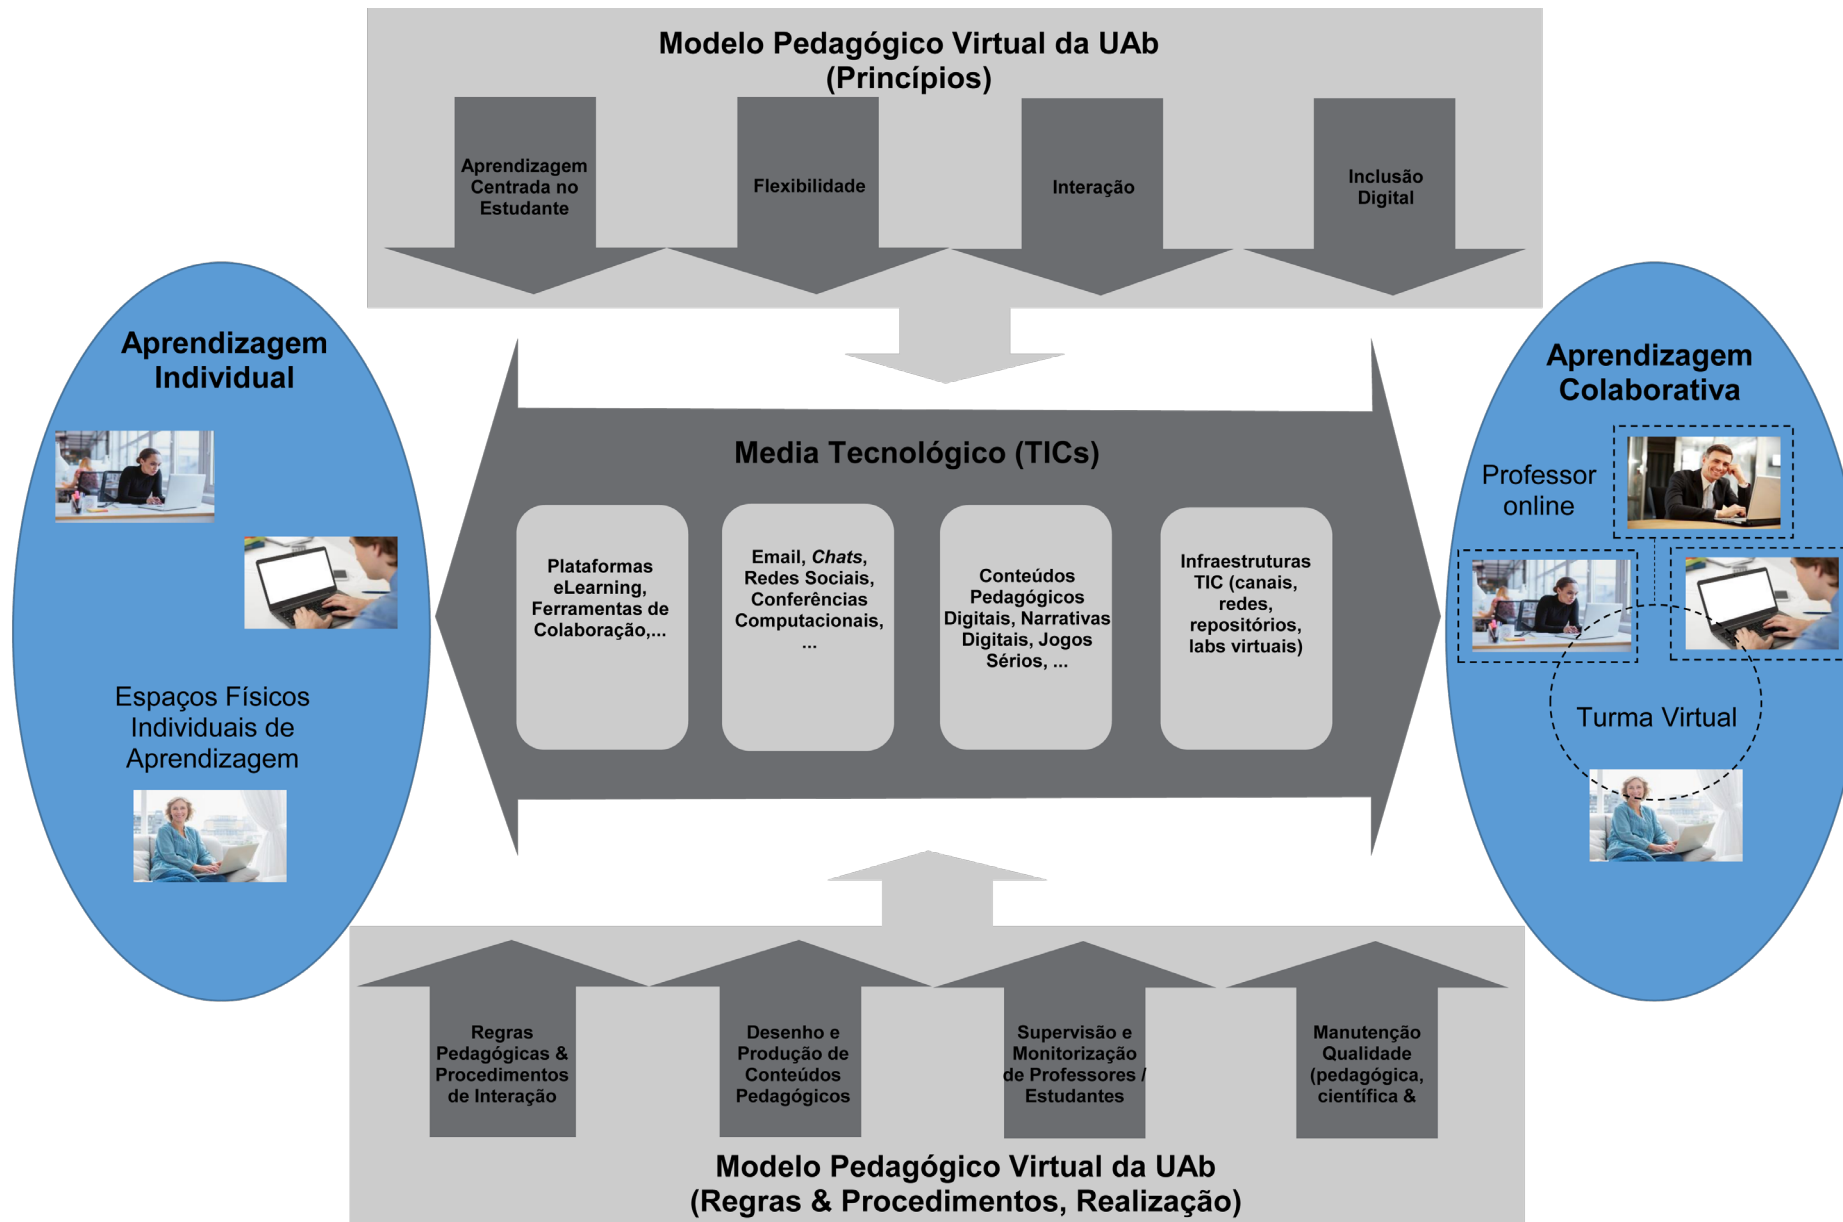 Modelo Pedagógico Virtual da UAb
(Princípios)
Aprendizagem
Centrada no
Estudante
Flexibilidade
Interação
Inclusão
Digital
Aprendizagem
Individual
Espaços Físicos
Individuais de
Aprendizagem
Media Tecnológico (TICs)
Plataformas
eLearning,
Ferramentas de
Colaboração,...
Email, Chats,
Redes Sociais,
Conferências
Computacionais,
...
Conteúdos
Pedagógicos
Digitais, Narrativas
Digitais, Jogos
Sérios, ...
Infraestruturas
TIC (canais,
redes,
repositórios,
labs virtuais)
Aprendizagem
Colaborativa
Professor
online
Turma Virtual
Regras
Pedagógicas &
Procedimentos
de Interação
Desenho e
Produção de
Conteúdos
Pedagógicos
Supervisão e
Monitorização
de Professores /
Estudantes
Manutenção
Qualidade
(pedagógica,
científica &
Modelo Pedagógico Virtual da UAb
(Regras & Procedimentos, Realização)